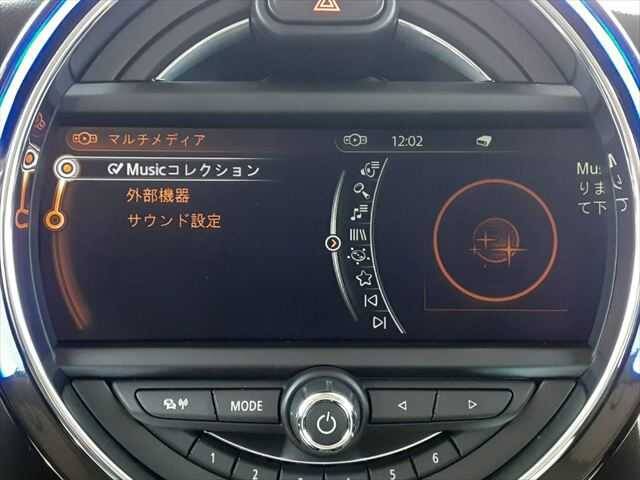 マルチメディア
12:02
Musicコレクション
外部機器
サウンド設定
Mus
りま
て下
MODE
1
2
5
6